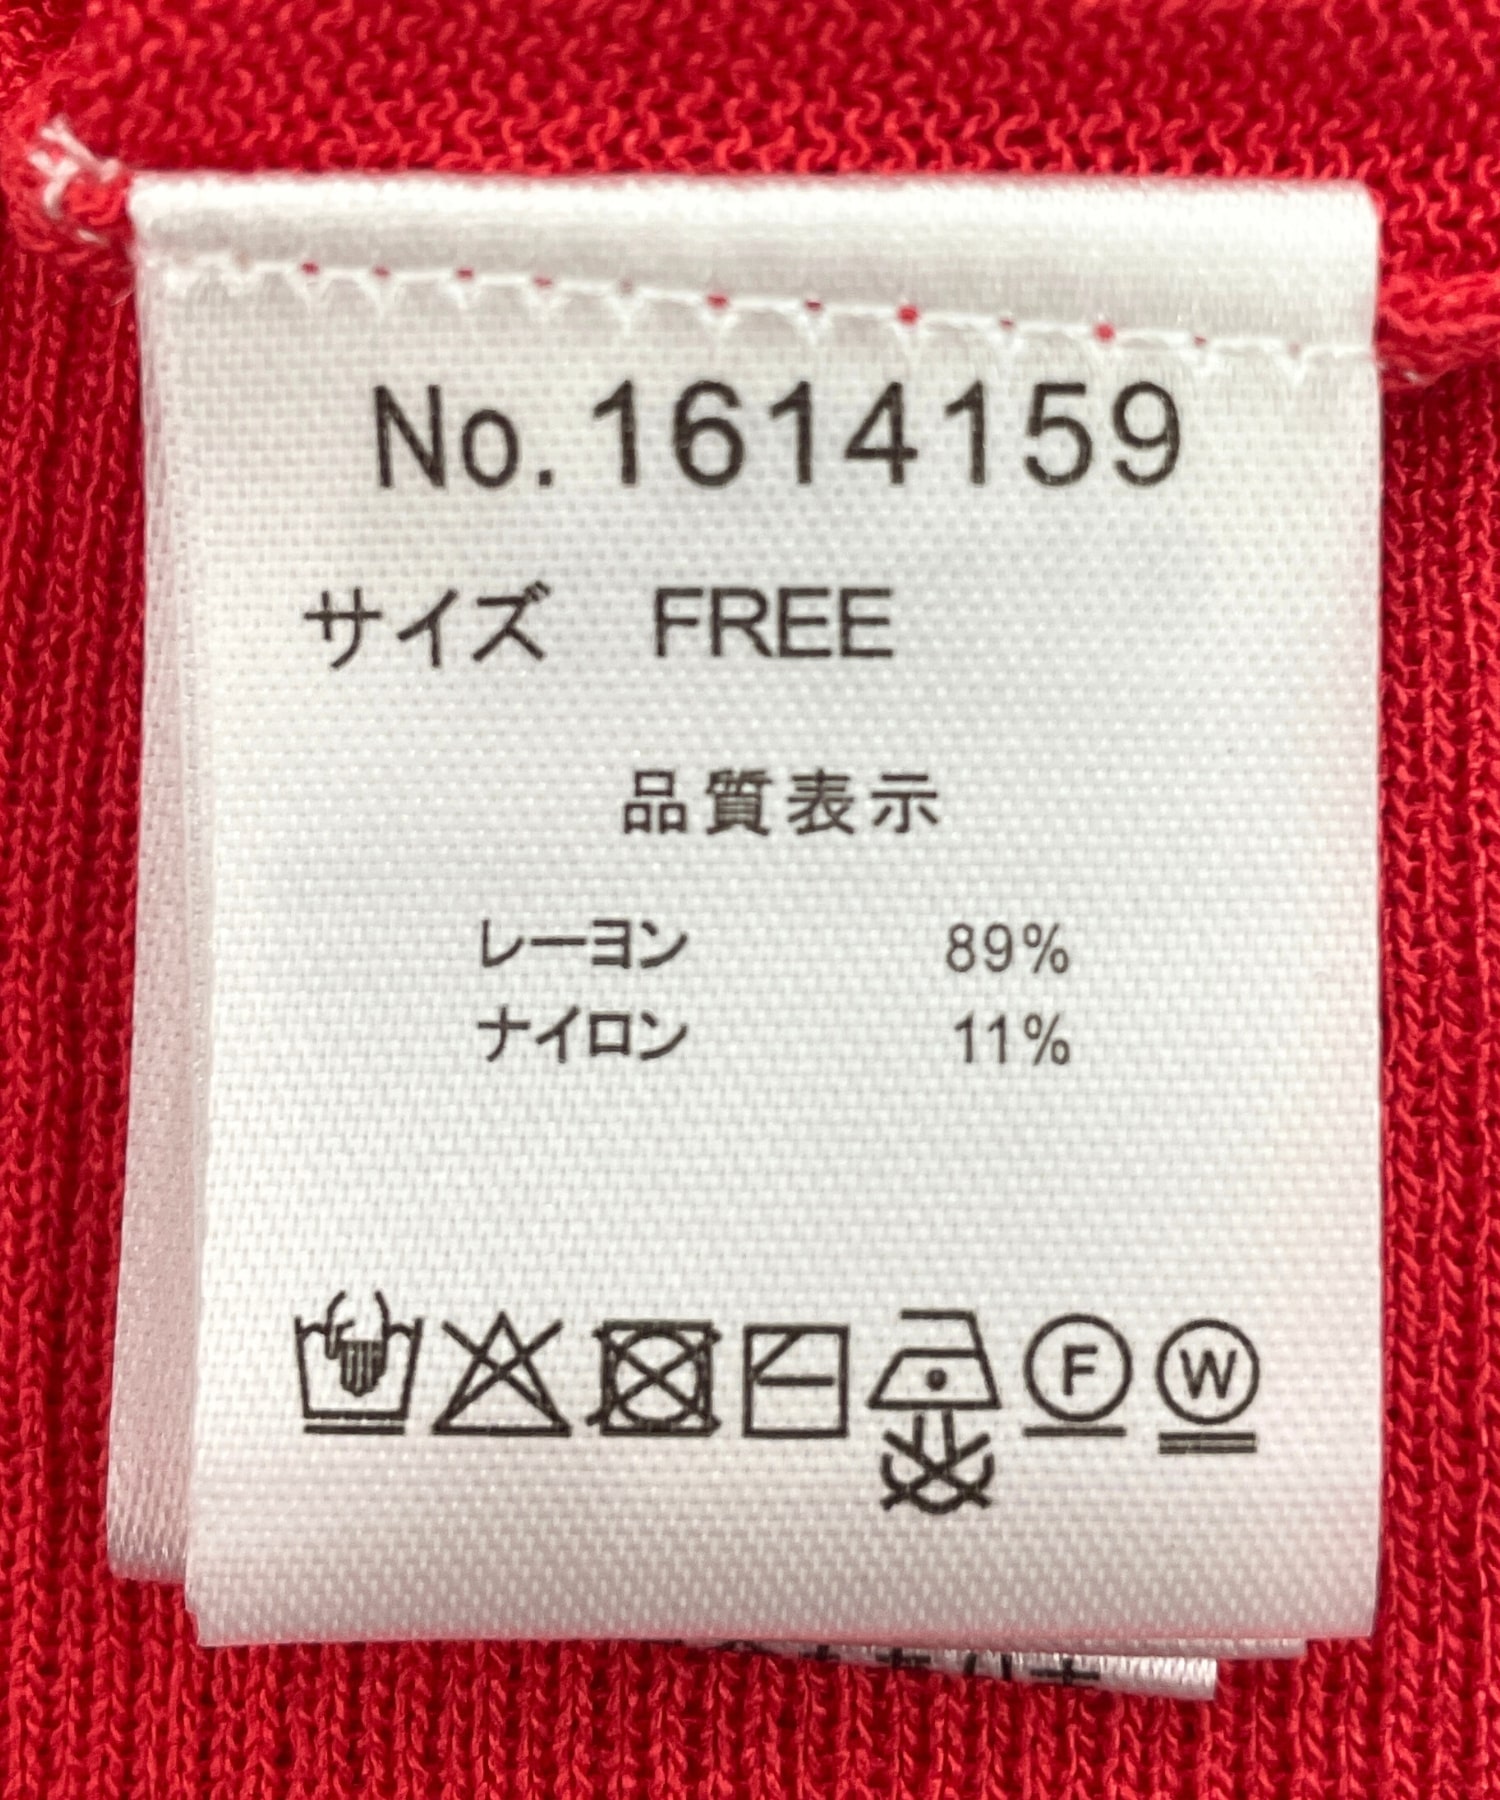 No. 1614159
サイズ FREE
品質表示
レーヨン 89%
ナイロン 11%
F W